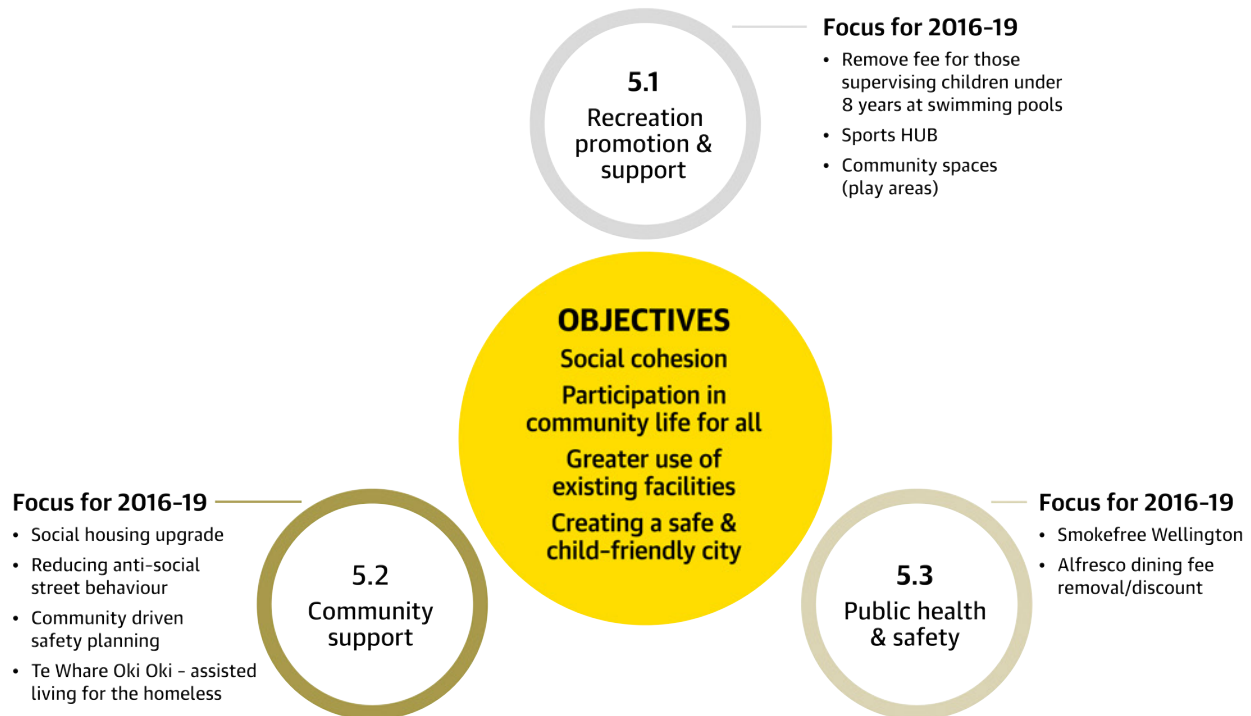 5.1
Recreation
promotion &
support
Focus for 2016-19
• Remove fee for those
supervising children under
8 years at swimming pools
• Sports HUB
• Community spaces
(play areas)
OBJECTIVES
Social cohesion
Participation in
community life for all
Greater use of
existing facilities
Creating a safe &
child-friendly city
Focus for 2016-19
• Social housing upgrade
• Reducing anti-social
street behaviour
• Community driven
safety planning
• Te Whare Oki Oki - assisted
living for the homeless
5.2
Community
support
5.3
Public health
& safety
Focus for 2016-19
• Smokefree Wellington
• Alfresco dining fee
removal/discount